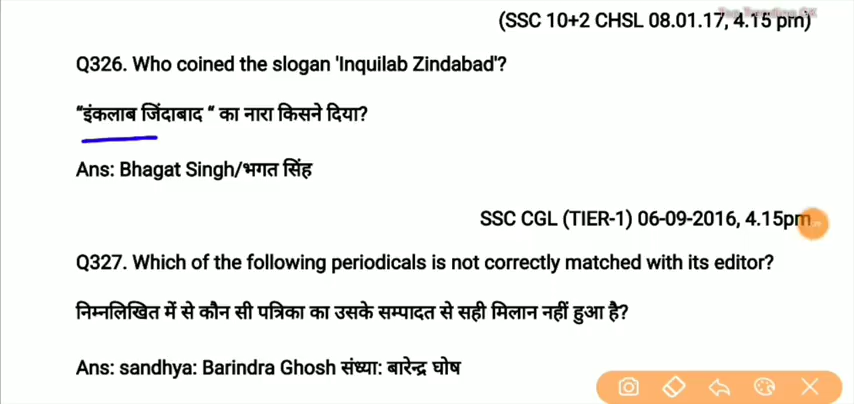 (SSC 10+2 CHSL 08.01.17, 4.15 pm)
Q326. Who coined the slogan 'Inquilab Zindabad'?
“इंकलाब जिंदाबाद “ का नारा किसने दिया?
Ans: Bhagat Singh/भगत सिंह
SSC CGL (TIER-1) 06-09-2016, 4.15pm
Q327. Which of the following periodicals is not correctly matched with its editor?
निम्नलिखित में से कौन सी पत्रिका का उसके सम्पादत से सही मिलान नहीं हुआ है?
Ans: sandhya: Barindra Ghosh संध्या: बारेन्द्र घोष